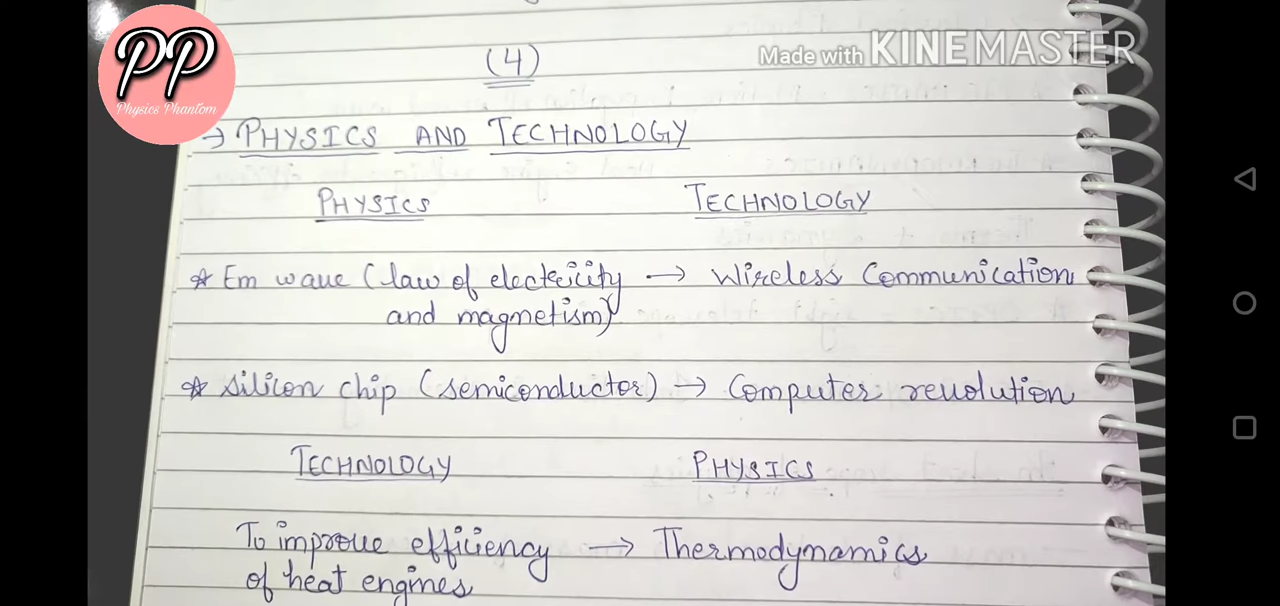 PP
Physics Phantom
Made with KINEMASTER
(4)
→ PHYSICS AND TECHNOLOGY
PHYSICS TECHNOLOGY
* Em wave (law of electricity → Wireless Communication
and magnetism)
* Silicon chip (semiconductor) → Computer revolution
TECHNOLOGY PHYSICS
To improve efficiency → Thermodynamics
of heat engines